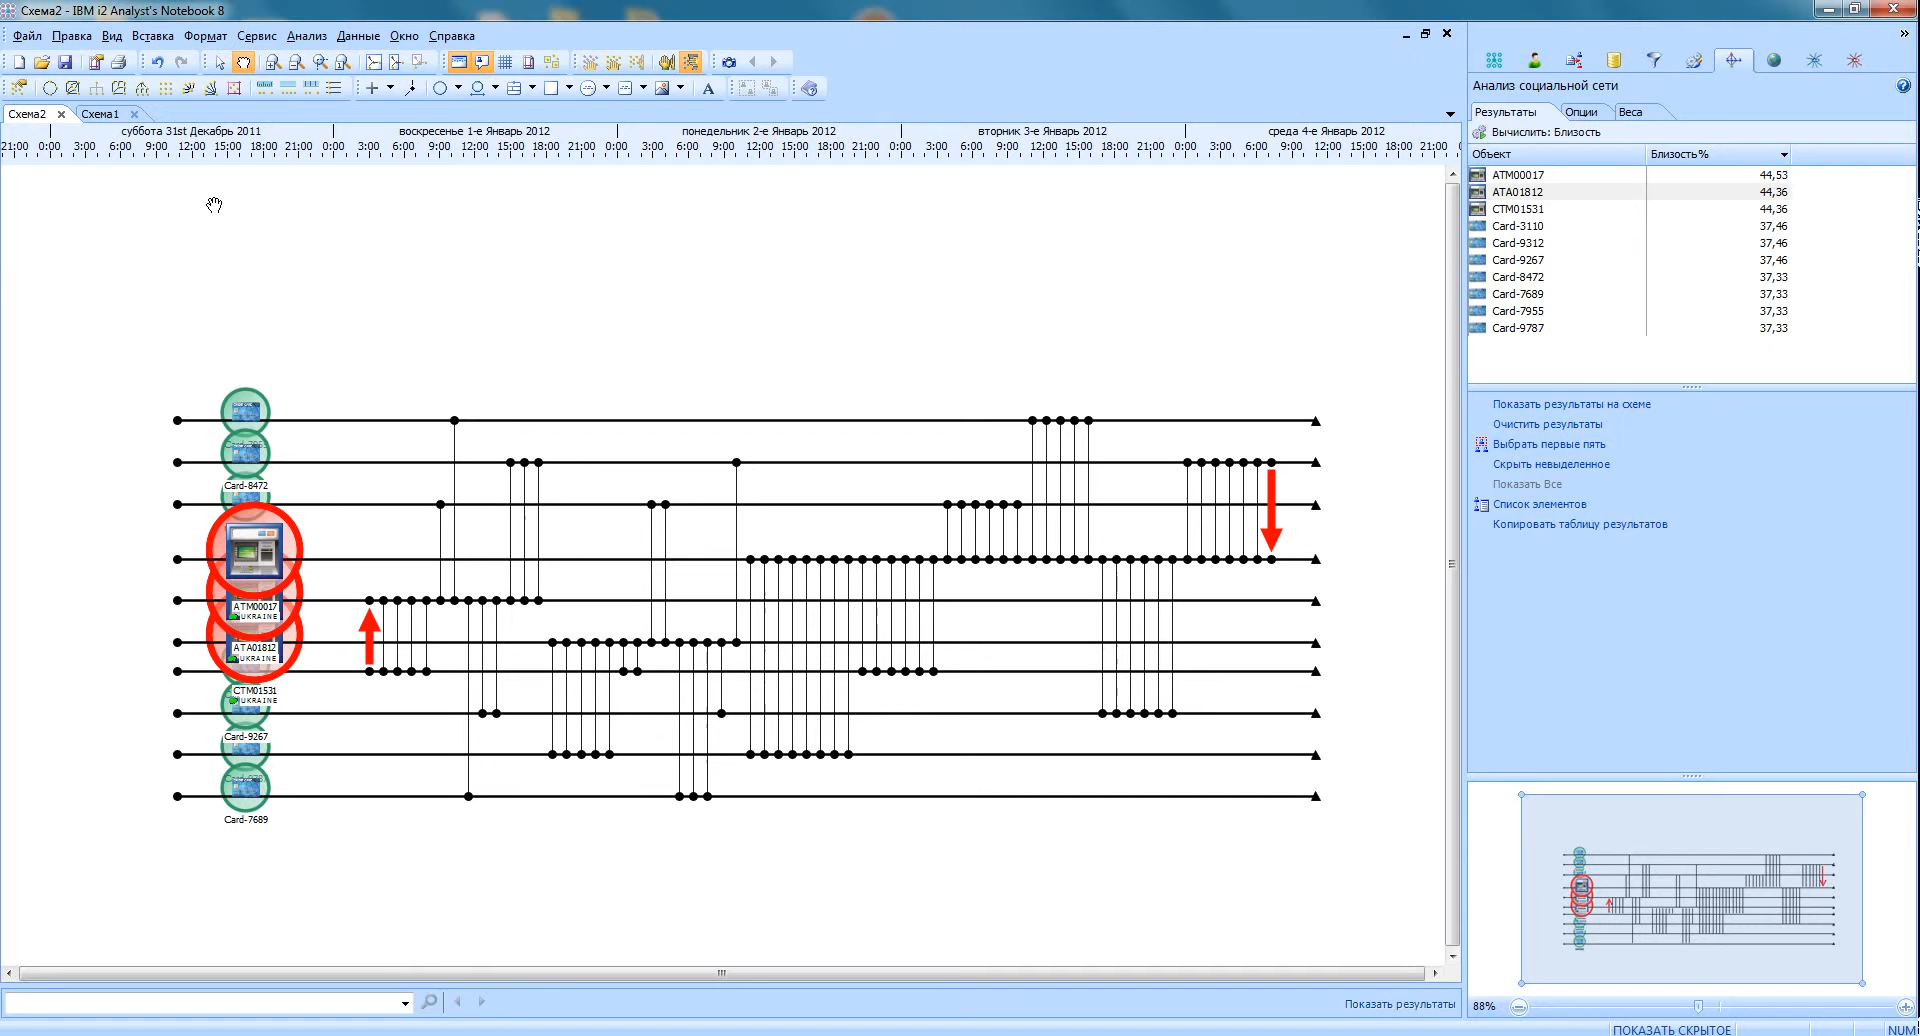 Схема2 - IBM i2 Analyst's Notebook 8
Файл Правка Вид Вставка Формат Сервис Анализ Данные Окно Справка
Схема2 Схема1
суббота 31st Декабрь 2011 воскресенье 1-е Январь 2012 понедельник 2-е Январь 2012 вторник 3-е Январь 2012 среда 4-е Январь 2012
21:00 0:00 3:00 6:00 9:00 12:00 15:00 18:00 21:00 0:00 3:00 6:00 9:00 12:00 15:00 18:00 21:00 0:00 3:00 6:00 9:00 12:00 15:00 18:00 21:00 0:00 3:00 6:00 9:00 12:00 15:00 18:00 21:00 0:00 3:00 6:00 9:00 12:00 15:00 18:00 21:00
Card-8472
ATM00017
UKRAINE
ATA01812
UKRAINE
CTM01531
UKRAINE
Card-9267
Card-7689
Показать результаты
Анализ социальной сети
Результаты Опции Веса
Вычислить: Близость
Объект Близость%
ATM00017 44,53
ATA01812 44,36
CTM01531 44,36
Card-3110 37,46
Card-9312 37,46
Card-9267 37,46
Card-8472 37,33
Card-7689 37,33
Card-7955 37,33
Card-9787 37,33
Показать результаты на схеме
Очистить результаты
Выбрать первые пять
Скрыть невыделенное
Показать Все
Список элементов
Копировать таблицу результатов
88%
ПОКАЗАТЬ СКРЫТОЕ NUM